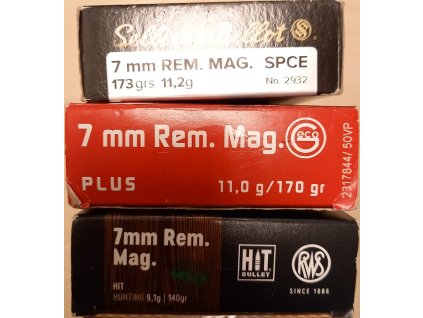 Sellier & Bellot
7 mm REM. MAG. SPCE
173 grs 11,2g No. 2932
7 mm Rem. Mag. Geco
PLUS 11,0 g/170 gr
2317844/ 50VP
7mm Rem.
Mag.
HIT
HUNTING 9,1g | 140gr
HIT
BULLET
RWS
SINCE 1886